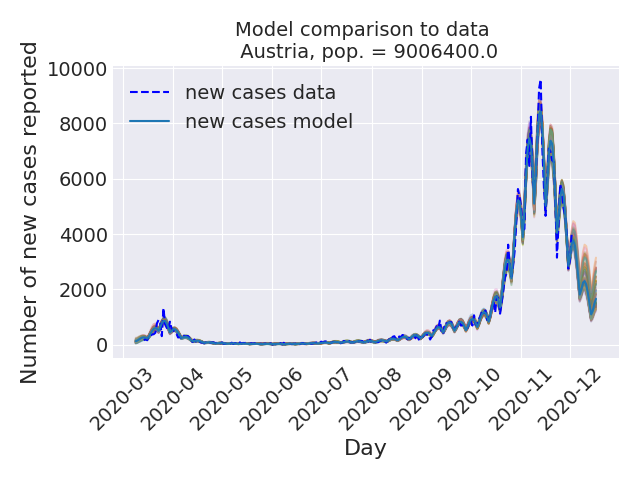 Model comparison to data
Austria, pop. = 9006400.0
Number of new cases reported
10000
8000
6000
4000
2000
0
new cases data
new cases model
2020-03
2020-04
2020-05
2020-06
2020-07
2020-08
2020-09
2020-10
2020-11
2020-12
Day